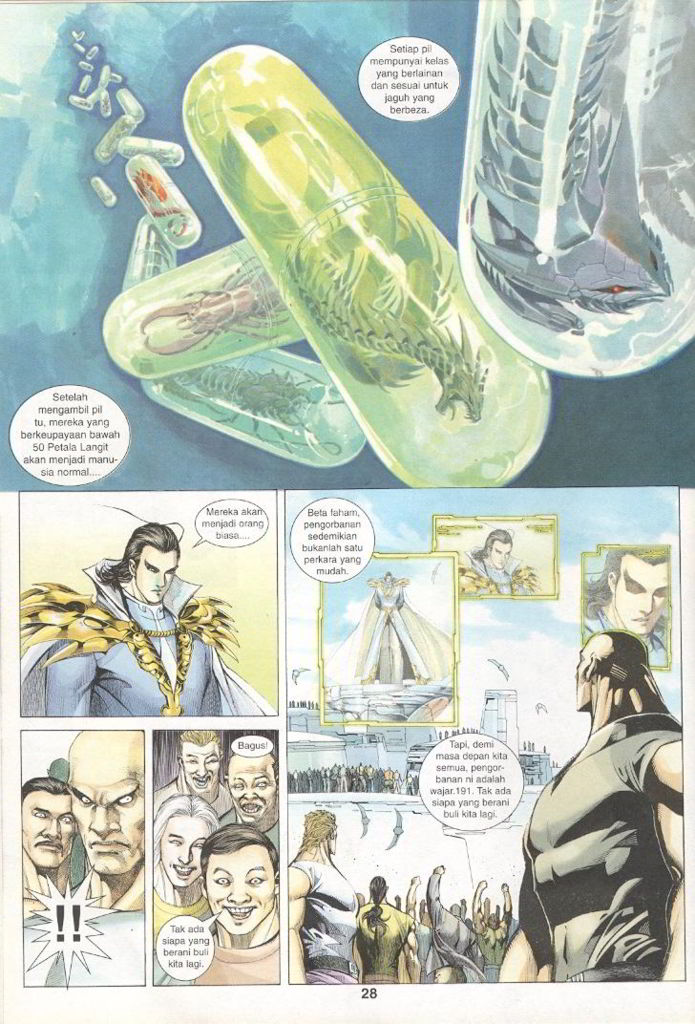 Setiap pil
mempunyai kelas
yang berlainan
dan sesuai untuk
jaguh yang
berbeza.
Setelah
mengambil pil
tu, mereka yang
berkeupayaan bawah
50 Petala Langit
akan menjadi manu-
sia normal....
Mereka akan
menjadi orang
biasa....
Beta faham,
pengorbanan
sedemikian
bukanlah satu
perkara yang
mudah.
Tapi, demi
masa depan kita
semua, pengor-
banan ni adalah
wajar.191. Tak ada
siapa yang berani
buli kita lagi.
!!
Bagus!
Tak ada
siapa yang
berani buli
kita lagi.
28